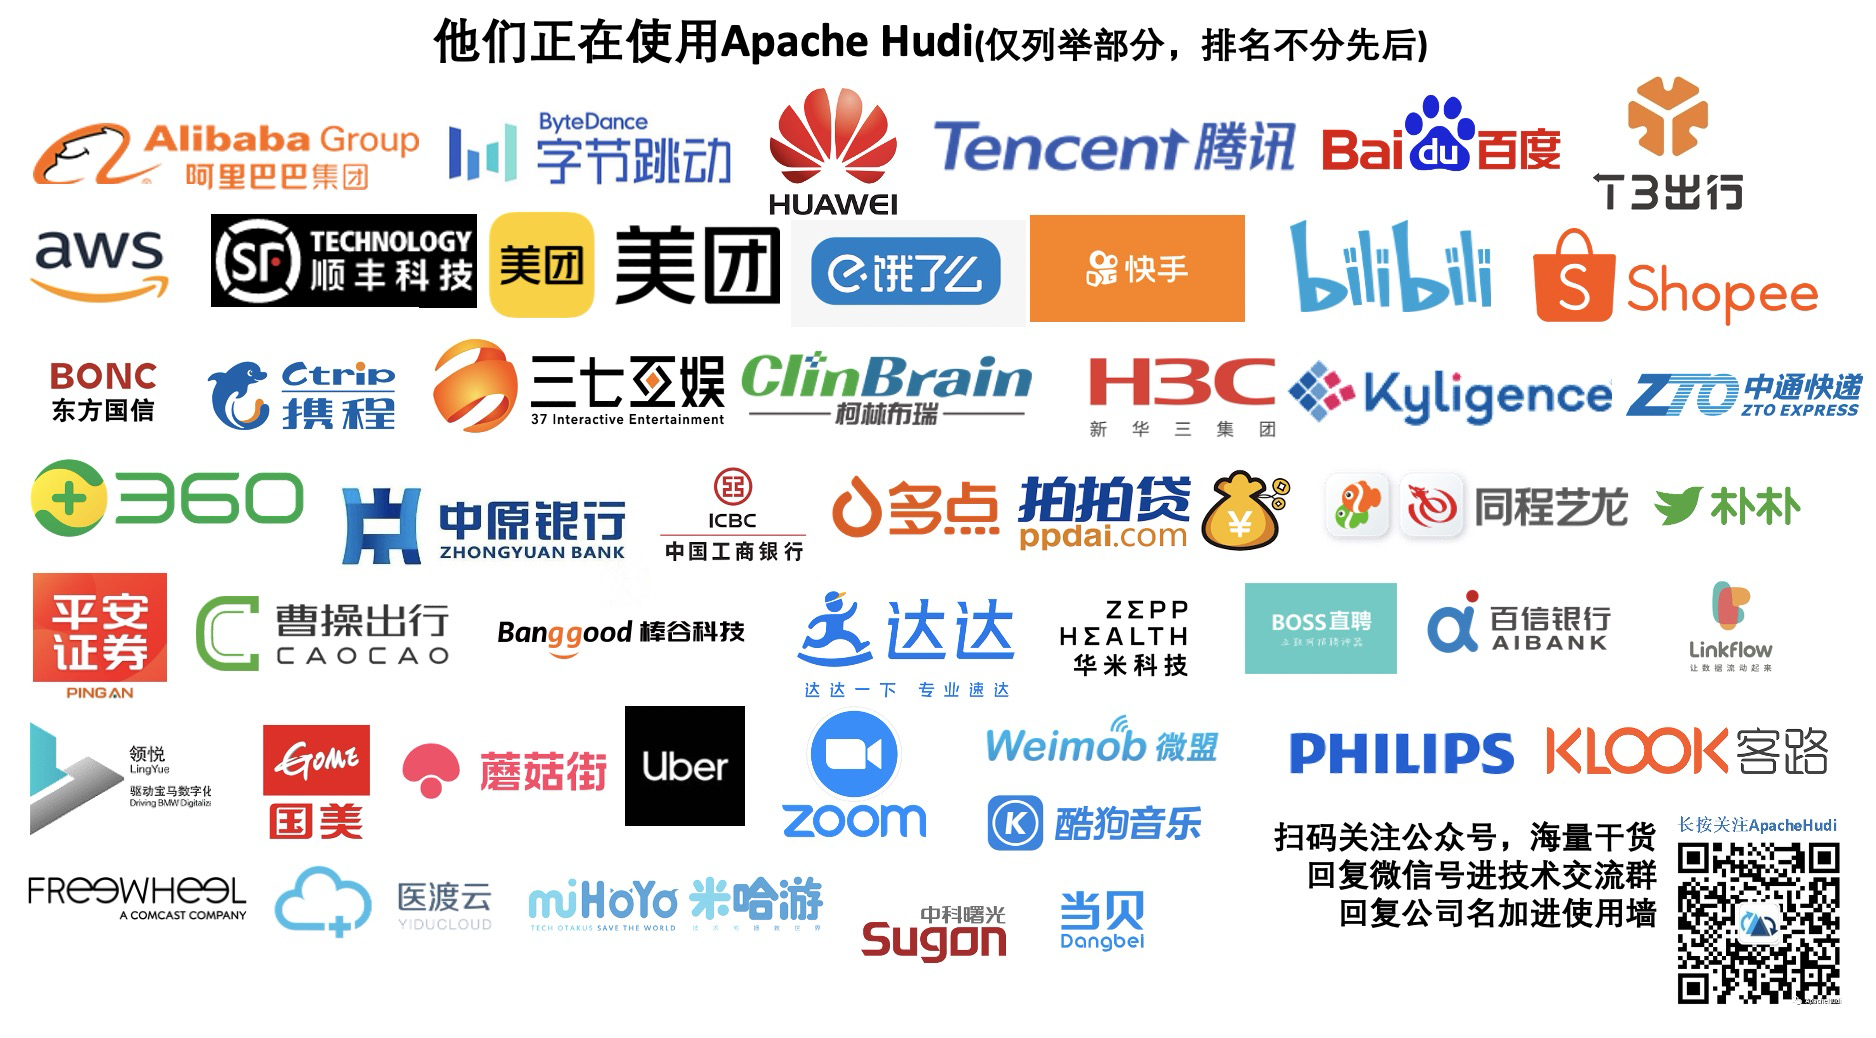 他们正在使用Apache Hudi(仅列举部分，排名不分先后)
Alibaba Group
阿里巴巴集团
ByteDance
字节跳动
HUAWEI
Tencent 腾讯
Baidu 百度
T3出行
aws
SF TECHNOLOGY
顺丰科技
美团
美团
e 饿了么
快手
bilibili
S Shopee
BONC
东方国信
Ctrip
携程
三七互娱
37 Interactive Entertainment
ClinBrain
柯林布瑞
H3C
新华三集团
Kyligence
ZTO 中通快递
ZTO EXPRESS
360
中原银行
ZHONGYUAN BANK
ICBC
中国工商银行
多点
拍拍贷
ppdai.com
¥
同程艺龙
朴朴
平安
证券
PINGAN
曹操出行
CAOCAO
Banggood 棒谷科技
达达
达达一下 专业速达
ZEPP
HEALTH
华米科技
BOSS直聘
互联网招聘神器
百信银行
AIBANK
Linkflow
让数据流动起来
领悦
LingYue
驱动宝马数字化
Driving BMW Digitaliz
GOME
国美
蘑菇街
Uber
zoom
Weimob 微盟
K 酷狗音乐
PHILIPS
KLOOK 客路
扫码关注公众号，海量干货
回复微信号进技术交流群
回复公司名加进使用墙
长按关注ApacheHudi
FREEWHEEL
A COMCAST COMPANY
医渡云
YIDUCLOUD
miHoYo 米哈游
TECH OTAKUS SAVE THE WORLD
中科曙光
Sugon
当贝
Dangbei